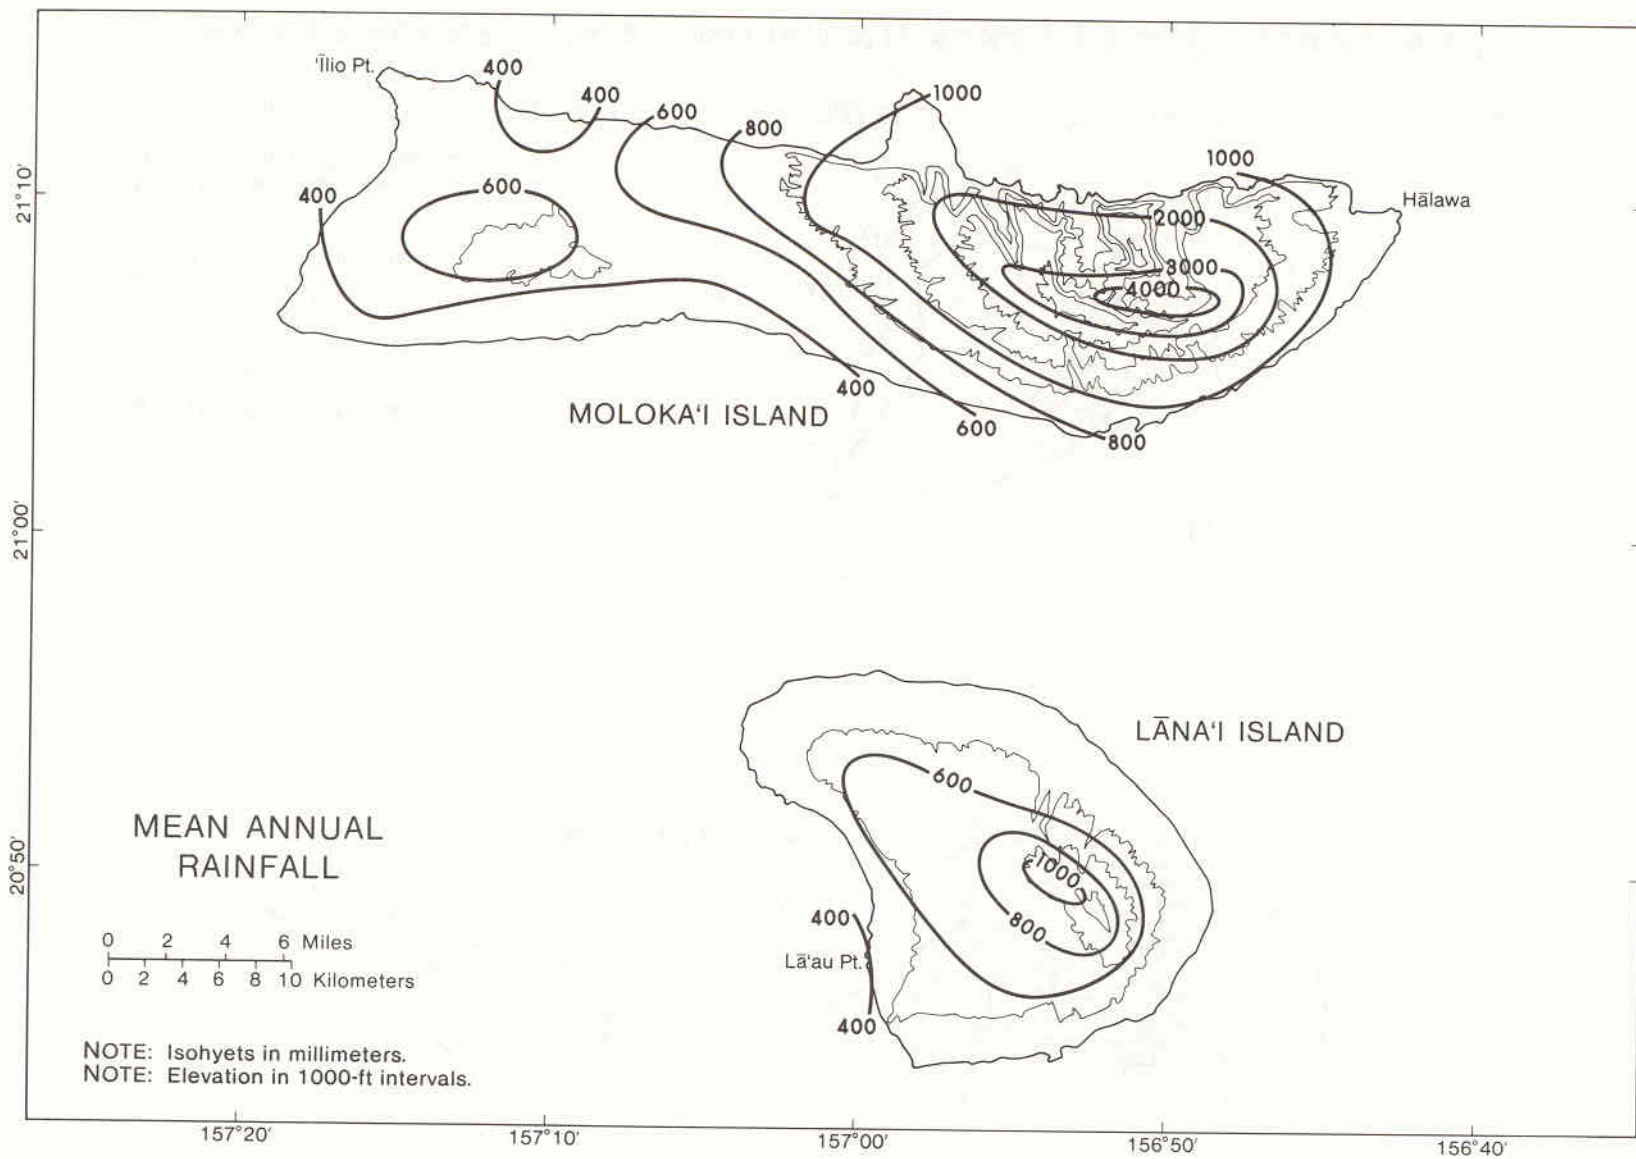 'Īlio Pt.
400
400
600
800
1000
1000
Hālawa
400
600
2000
3000
4000
400
600
800
MOLOKA'I ISLAND
21°10'
21°00'
20°50'
LĀNA'I ISLAND
600
1000
800
400
Lā'au Pt.
400
MEAN ANNUAL
RAINFALL
0 2 4 6 Miles
0 2 4 6 8 10 Kilometers
NOTE: Isohyets in millimeters.
NOTE: Elevation in 1000-ft intervals.
157°20' 157°10' 157°00' 156°50' 156°40'